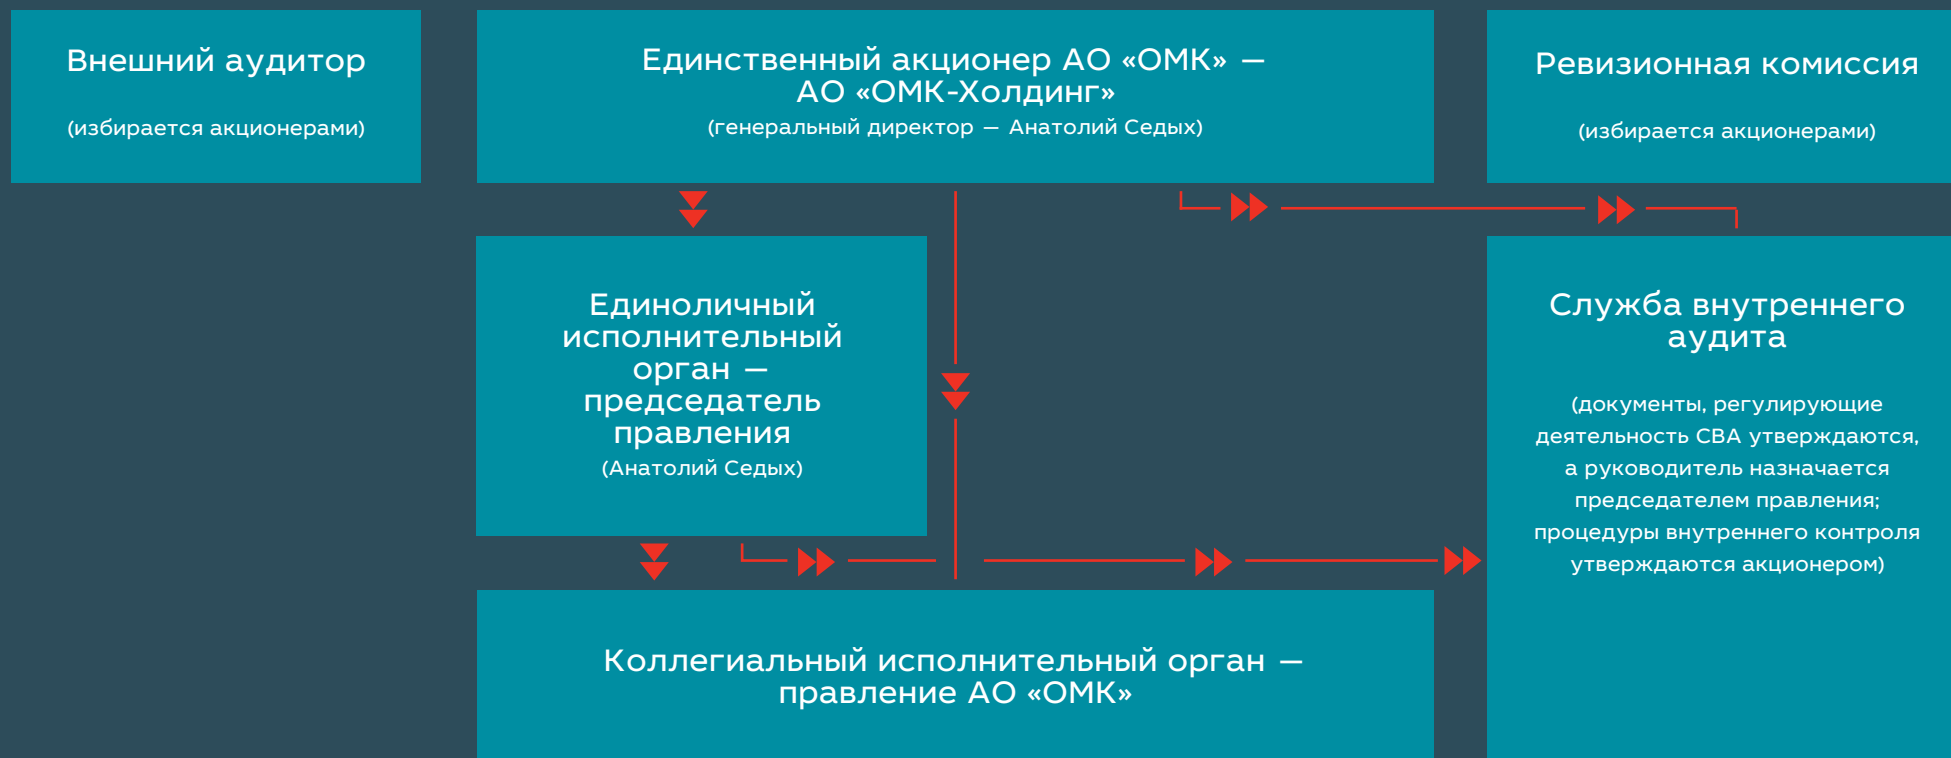 Внешний аудитор
(избирается акционерами)
Единственный акционер АО «ОМК» —
АО «ОМК-Холдинг»
(генеральный директор — Анатолий Седых)
Ревизионная комиссия
(избирается акционерами)
Единоличный
исполнительный
орган —
председатель
правления
(Анатолий Седых)
Служба внутреннего
аудита
(документы, регулирующие
деятельность СВА утверждаются,
а руководитель назначается
председателем правления;
процедуры внутреннего контроля
утверждаются акционером)
Коллегиальный исполнительный орган —
правление АО «ОМК»